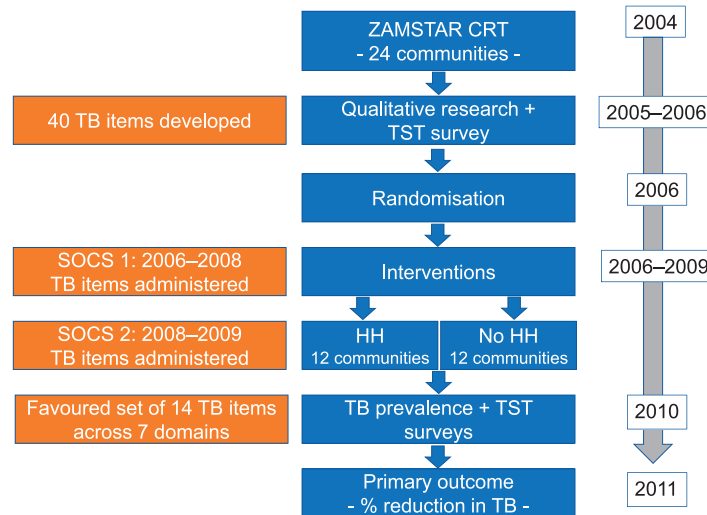 ZAMSTAR CRT
- 24 communities -
2004
40 TB items developed
Qualitative research +
TST survey
2005–2006
Randomisation
2006
SOCS 1: 2006–2008
TB items administered
Interventions
2006–2009
SOCS 2: 2008–2009
TB items administered
HH
12 communities
No HH
12 communities
Favoured set of 14 TB items
across 7 domains
TB prevalence + TST
surveys
2010
Primary outcome
- % reduction in TB -
2011